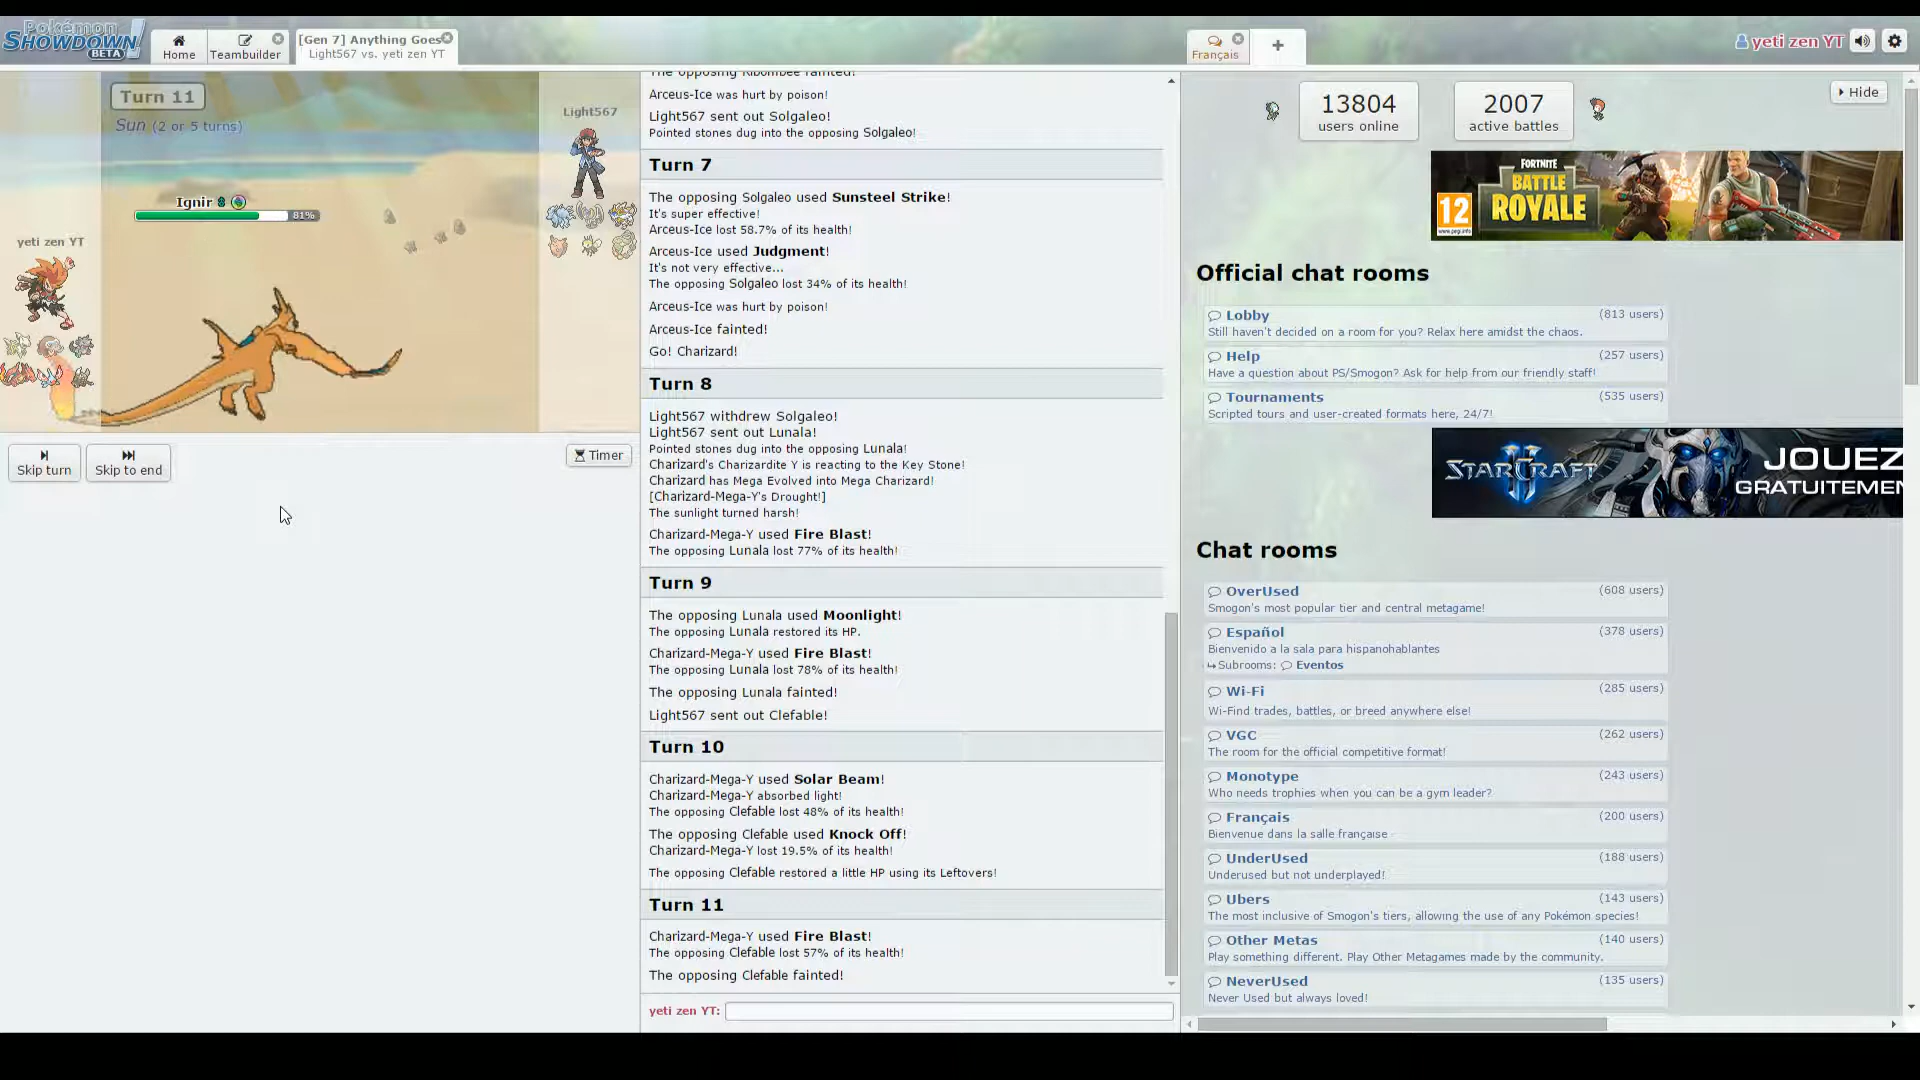 Pokémon
SHOWDOWN!
BETA
Home
Teambuilder
[Gen 7] Anything Goes
Light567 vs. yeti zen YT
Français
yeti zen YT
Turn 11
Sun (2 or 5 turns)
Light567
Ignir
81%
yeti zen YT
Skip turn
Skip to end
Timer
The opposing Ribombee fainted!
Arceus-Ice was hurt by poison!
Light567 sent out Solgaleo!
Pointed stones dug into the opposing Solgaleo!
Turn 7
The opposing Solgaleo used Sunsteel Strike!
It's super effective!
Arceus-Ice lost 58.7% of its health!
Arceus-Ice used Judgment!
It's not very effective...
The opposing Solgaleo lost 34% of its health!
Arceus-Ice was hurt by poison!
Arceus-Ice fainted!
Go! Charizard!
Turn 8
Light567 withdrew Solgaleo!
Light567 sent out Lunala!
Pointed stones dug into the opposing Lunala!
Charizard's Charizardite Y is reacting to the Key Stone!
Charizard has Mega Evolved into Mega Charizard!
[Charizard-Mega-Y's Drought!]
The sunlight turned harsh!
Charizard-Mega-Y used Fire Blast!
The opposing Lunala lost 77% of its health!
Turn 9
The opposing Lunala used Moonlight!
The opposing Lunala restored its HP.
Charizard-Mega-Y used Fire Blast!
The opposing Lunala lost 78% of its health!
The opposing Lunala fainted!
Light567 sent out Clefable!
Turn 10
Charizard-Mega-Y used Solar Beam!
Charizard-Mega-Y absorbed light!
The opposing Clefable lost 48% of its health!
The opposing Clefable used Knock Off!
Charizard-Mega-Y lost 19.5% of its health!
The opposing Clefable restored a little HP using its Leftovers!
Turn 11
Charizard-Mega-Y used Fire Blast!
The opposing Clefable lost 57% of its health!
The opposing Clefable fainted!
yeti zen YT:
13804
users online
2007
active battles
Hide
FORTNITE
BATTLE
ROYALE
12
www.pegi.info
Official chat rooms
Lobby (813 users)
Still haven't decided on a room for you? Relax here amidst the chaos.
Help (257 users)
Have a question about PS/Smogon? Ask for help from our friendly staff!
Tournaments (535 users)
Scripted tours and user-created formats here, 24/7!
STARCRAFT
II
JOUEZ
GRATUITEMEN
Chat rooms
OverUsed (608 users)
Smogon's most popular tier and central metagame!
Español (378 users)
Bienvenido a la sala para hispanohablantes
Subrooms: Eventos
Wi-Fi (285 users)
Wi-Find trades, battles, or breed anywhere else!
VGC (262 users)
The room for the official competitive format!
Monotype (243 users)
Who needs trophies when you can be a gym leader?
Français (200 users)
Bienvenue dans la salle française
UnderUsed (188 users)
Underused but not underplayed!
Ubers (143 users)
The most inclusive of Smogon's tiers, allowing the use of any Pokémon species!
Other Metas (140 users)
Play something different. Play Other Metagames made by the community.
NeverUsed (135 users)
Never Used but always loved!